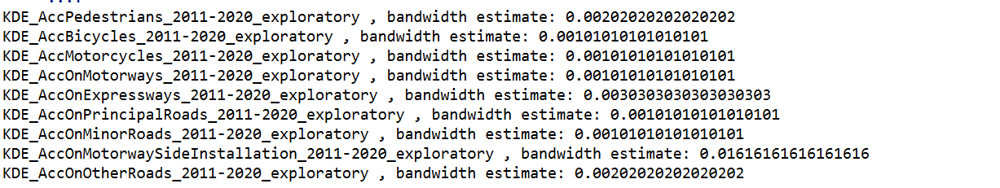 KDE_AccPedestrians_2011-2020_exploratory , bandwidth estimate: 0.00202020202020202
KDE_AccBicycles_2011-2020_exploratory , bandwidth estimate: 0.00101010101010101
KDE_AccMotorcycles_2011-2020_exploratory , bandwidth estimate: 0.00101010101010101
KDE_AccOnMotorways_2011-2020_exploratory , bandwidth estimate: 0.00101010101010101
KDE_AccOnExpressways_2011-2020_exploratory , bandwidth estimate: 0.0030303030303030303
KDE_AccOnPrincipalRoads_2011-2020_exploratory , bandwidth estimate: 0.00101010101010101
KDE_AccOnMinorRoads_2011-2020_exploratory , bandwidth estimate: 0.00101010101010101
KDE_AccOnMotorwaySideInstallation_2011-2020_exploratory , bandwidth estimate: 0.01616161616161616
KDE_AccOnOtherRoads_2011-2020_exploratory , bandwidth estimate: 0.00202020202020202